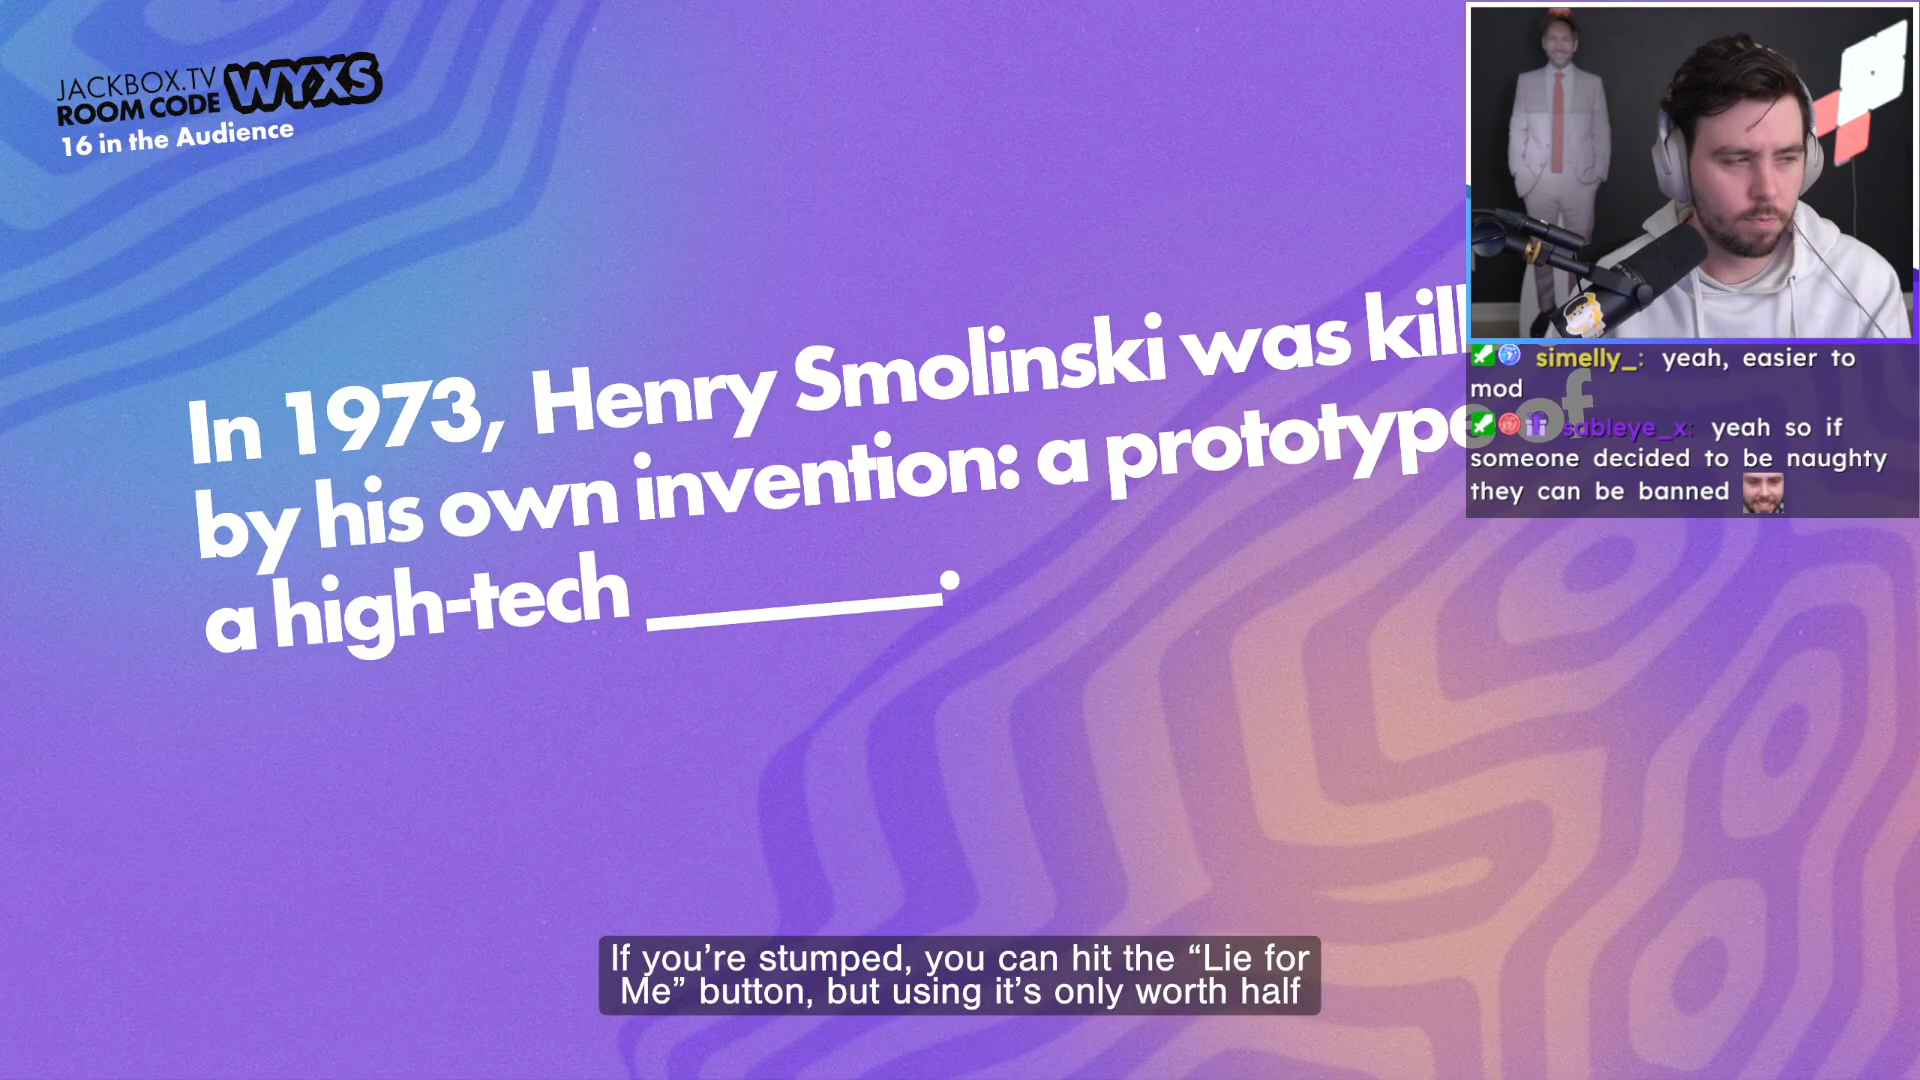 JACKBOX.TV
ROOM CODE WYXS
16 in the Audience
In 1973, Henry Smolinski was kill
by his own invention: a prototype of
a high-tech ________.
simelly_: yeah, easier to
mod
sableye_x: yeah so if
someone decided to be naughty
they can be banned
If you're stumped, you can hit the “Lie for
Me” button, but using it's only worth half